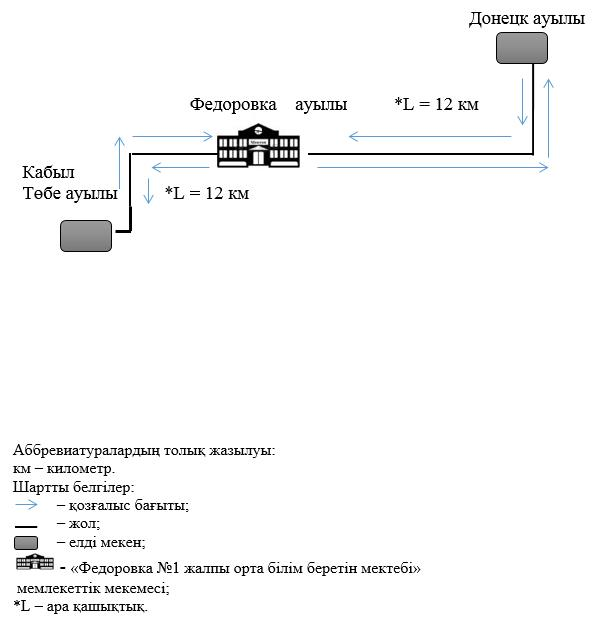 Донецк ауылы
Федоровка ауылы *L = 12 км
Кабыл
Төбе ауылы *L = 12 км
Аббревиатуралардың толық жазылуы:
км – километр.
Шартты белгілер:
– қозғалыс бағыты;
– жол;
– елді мекен;
- «Федоровка №1 жалпы орта білім беретін мектебі»
мемлекеттік мекемесі;
*L – ара қашықтық.